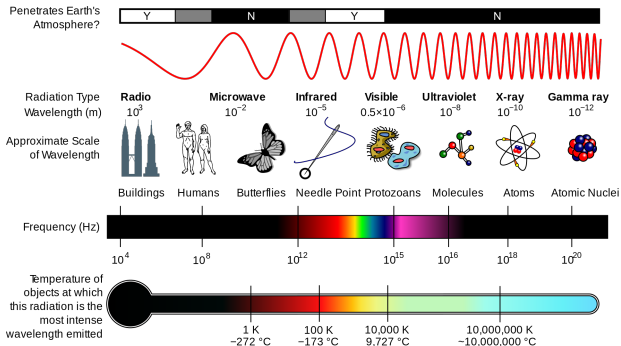 Penetrates Earth's
Atmosphere?
Y N Y N
Radiation Type
Radio Microwave Infrared Visible Ultraviolet X-ray Gamma ray
Wavelength (m)
10³ 10⁻² 10⁻⁵ 0.5×10⁻⁶ 10⁻⁸ 10⁻¹⁰ 10⁻¹²
Approximate Scale
of Wavelength
Buildings Humans Butterflies Needle Point Protozoans Molecules Atoms Atomic Nuclei
Frequency (Hz)
10⁴ 10⁸ 10¹² 10¹⁵ 10¹⁶ 10¹⁸ 10²⁰
Temperature of
objects at which
this radiation is the
most intense
wavelength emitted
1 K 100 K 10,000 K 10,000,000 K
−272 °C −173 °C 9.727 °C ~10,000.000 °C